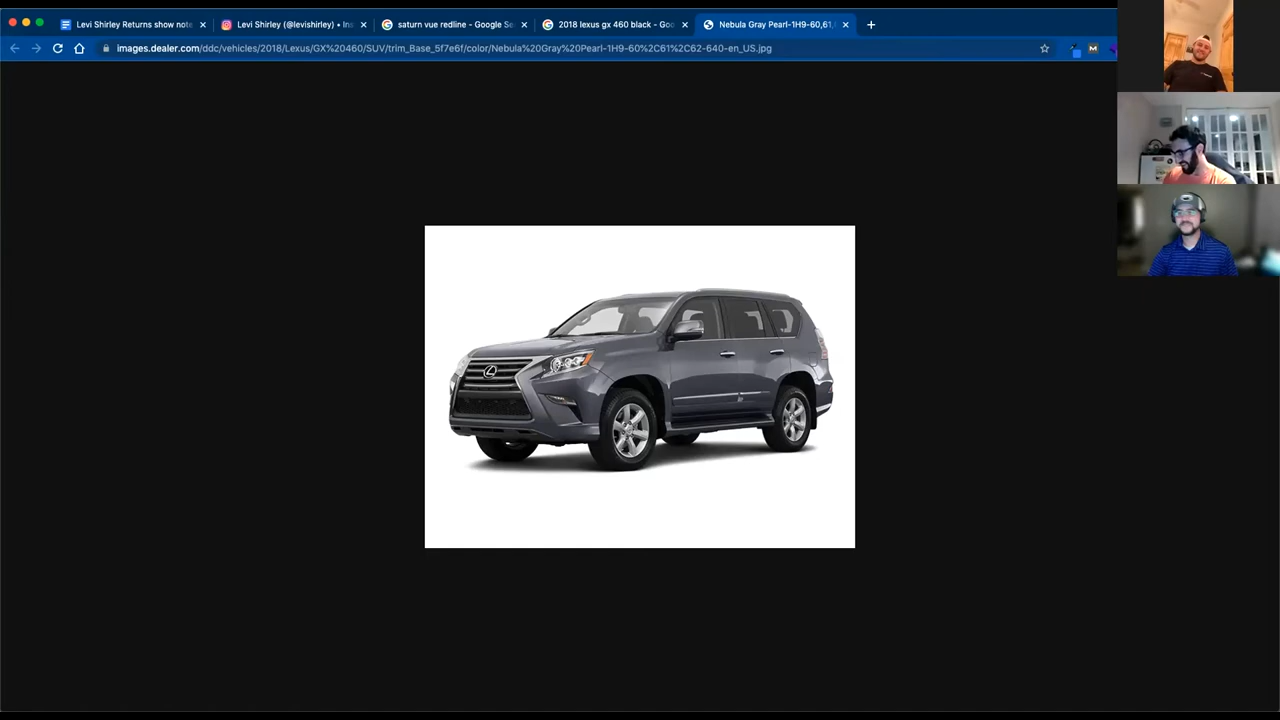 Levi Shirley Returns show note
Levi Shirley (@levishirley) • Ins
saturn vue redline - Google Se
2018 lexus gx 460 black - Goo
Nebula Gray Pearl-1H9-60,61,
images.dealer.com/ddc/vehicles/2018/Lexus/GX%20460/SUV/trim_Base_5f7e6f/color/Nebula%20Gray%20Pearl-1H9-60%2C61%2C62-640-en_US.jpg
M